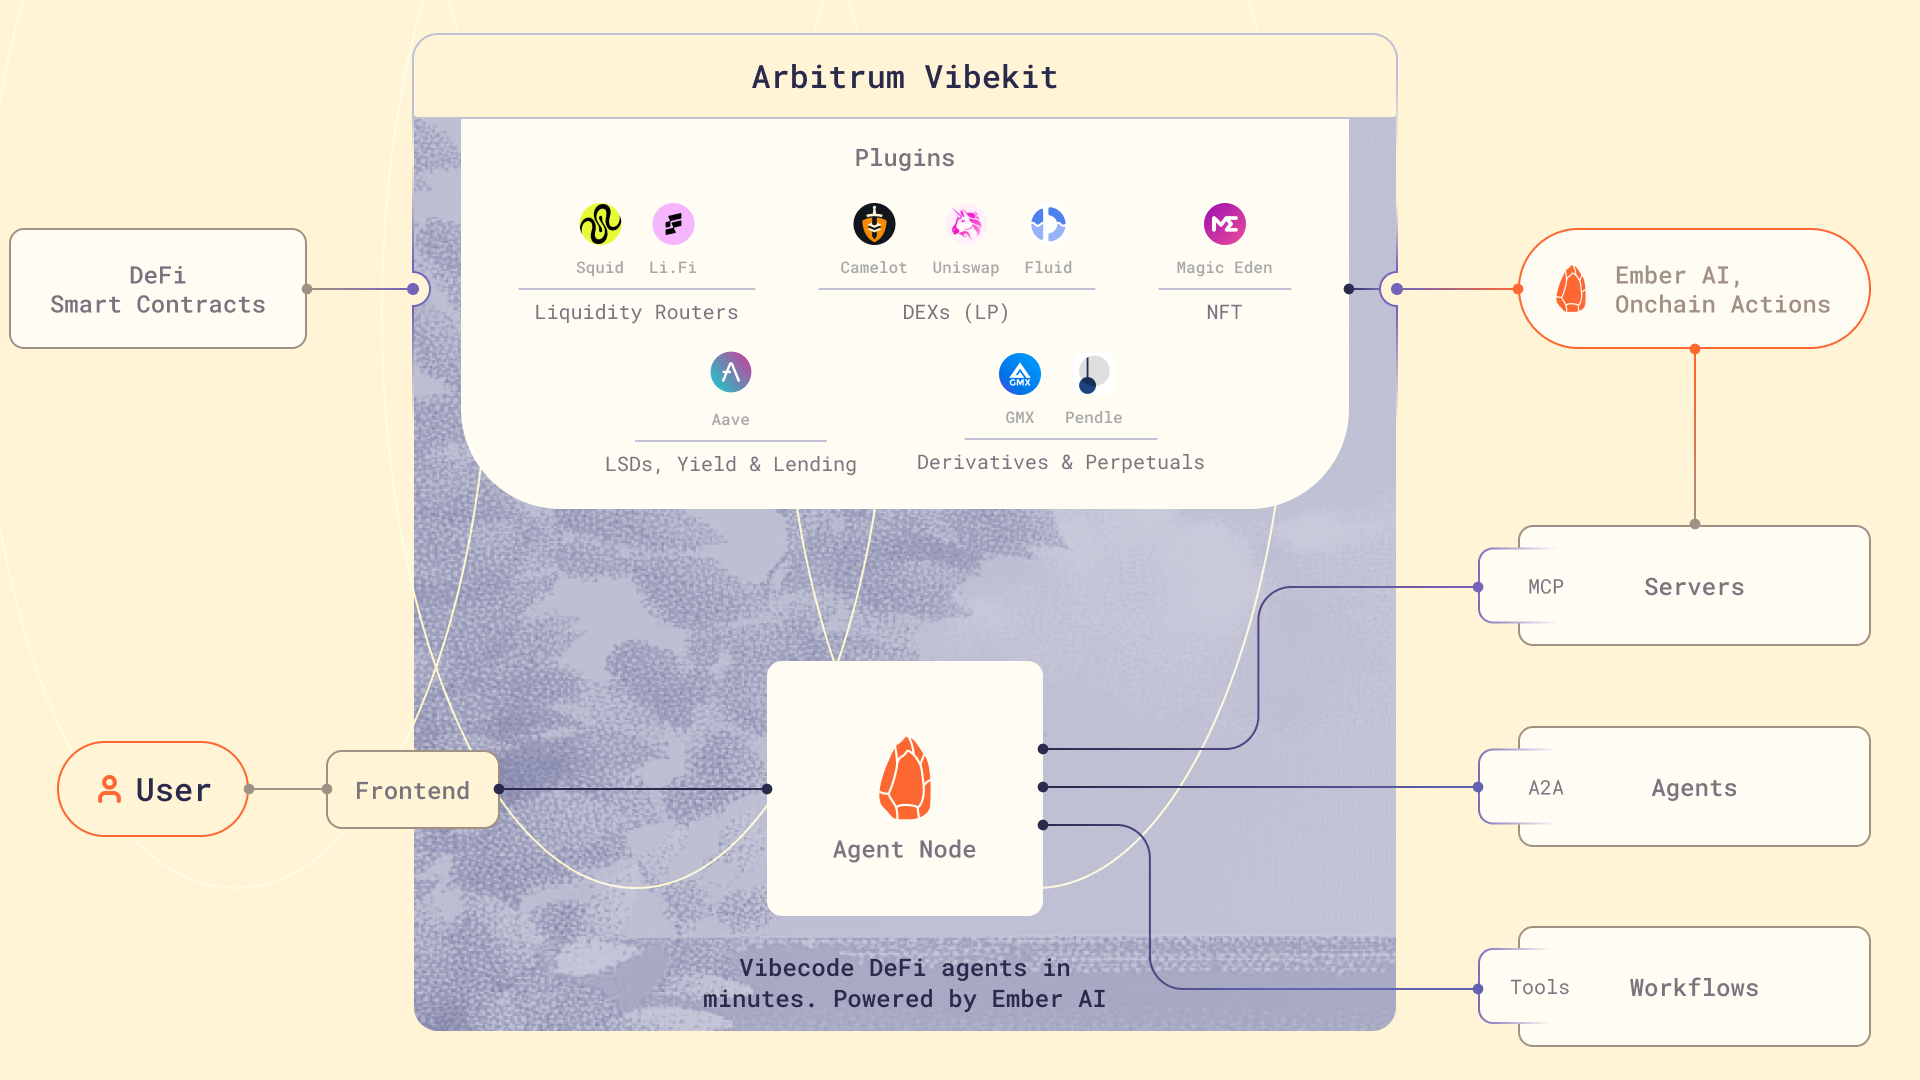 Arbitrum Vibekit
Plugins
Squid
Li.Fi
Liquidity Routers
Camelot
Uniswap
Fluid
DEXs (LP)
Magic Eden
NFT
Aave
LSDs, Yield & Lending
GMX
GMX
Pendle
Derivatives & Perpetuals
DeFi
Smart Contracts
Ember AI,
Onchain Actions
MCP
Servers
User
Frontend
Agent Node
A2A
Agents
Vibecode DeFi agents in
minutes. Powered by Ember AI
Tools
Workflows